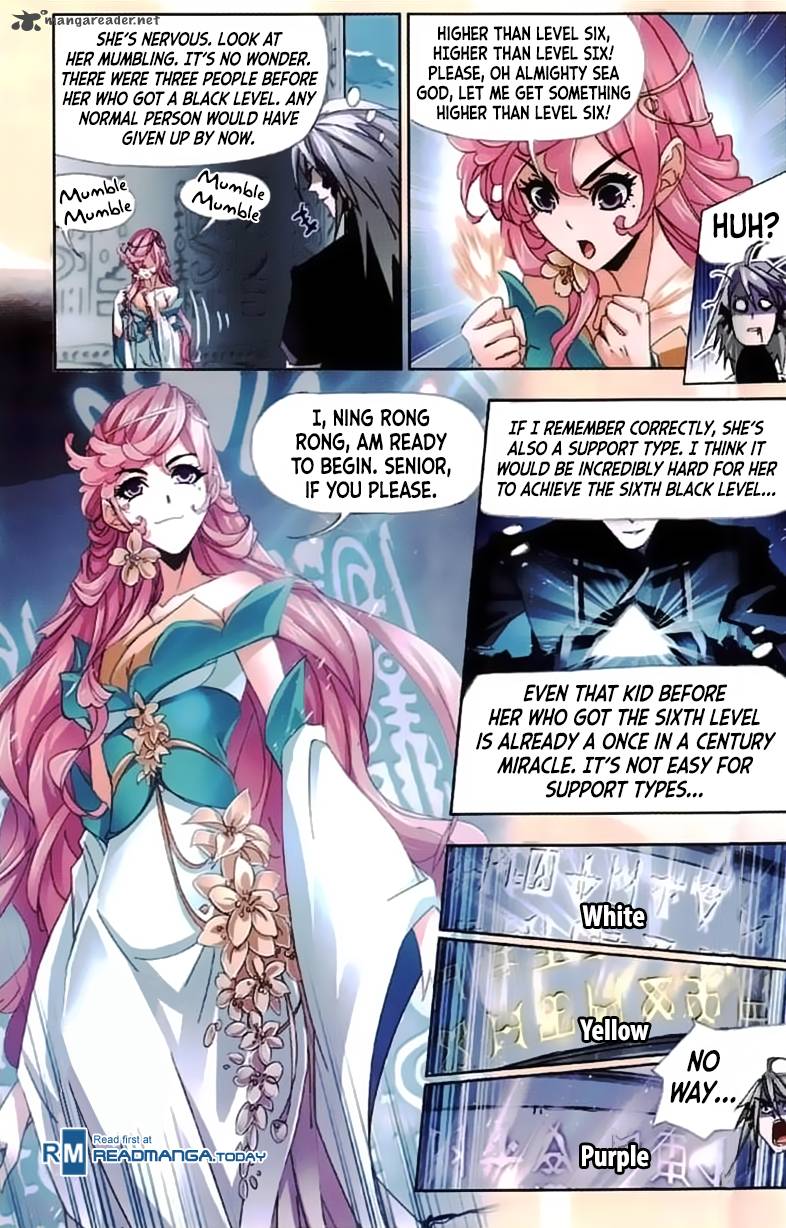 mangareader.net
SHE'S NERVOUS. LOOK AT
HER MUMBLING. IT'S NO WONDER.
THERE WERE THREE PEOPLE BEFORE
HER WHO GOT A BLACK LEVEL. ANY
NORMAL PERSON WOULD HAVE
GIVEN UP BY NOW.
Mumble
Mumble
Mumble
Mumble
HIGHER THAN LEVEL SIX,
HIGHER THAN LEVEL SIX!
PLEASE, OH ALMIGHTY SEA
GOD, LET ME GET SOMETHING
HIGHER THAN LEVEL SIX!
HUH?
I, NING RONG
RONG, AM READY
TO BEGIN. SENIOR,
IF YOU PLEASE.
IF I REMEMBER CORRECTLY, SHE'S
ALSO A SUPPORT TYPE. I THINK IT
WOULD BE INCREDIBLY HARD FOR HER
TO ACHIEVE THE SIXTH BLACK LEVEL...
EVEN THAT KID BEFORE
HER WHO GOT THE SIXTH LEVEL
IS ALREADY A ONCE IN A CENTURY
MIRACLE. IT'S NOT EASY FOR
SUPPORT TYPES...
White
Yellow
NO
WAY...
Purple
RM
Read first at
READMANGA.TODAY